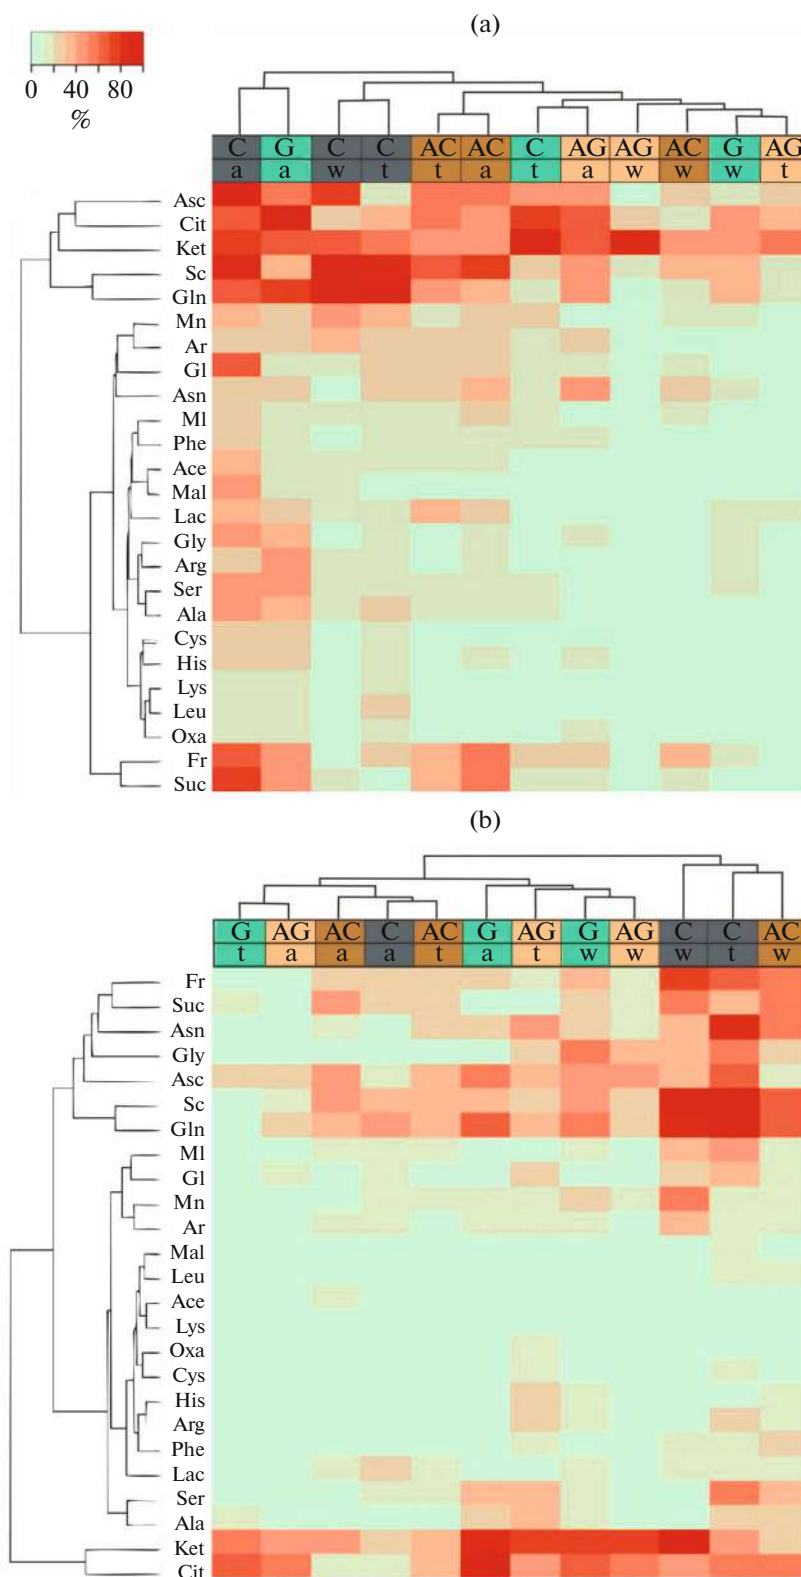 (a)
0 40 80
%
C G C C AC AC C AG AG AC G AG
a a w t t a t a w w w t
Asc
Cit
Ket
Sc
Gln
Mn
Ar
Gl
Asn
Ml
Phe
Ace
Mal
Lac
Gly
Arg
Ser
Ala
Cys
His
Lys
Leu
Oxa
Fr
Suc
(b)
G AG AC C AC G AG G AG C C AC
t a a a t a t w w w t w
Fr
Suc
Asn
Gly
Asc
Sc
Gln
Ml
Gl
Mn
Ar
Mal
Leu
Ace
Lys
Oxa
Cys
His
Arg
Phe
Lac
Ser
Ala
Ket
Cit